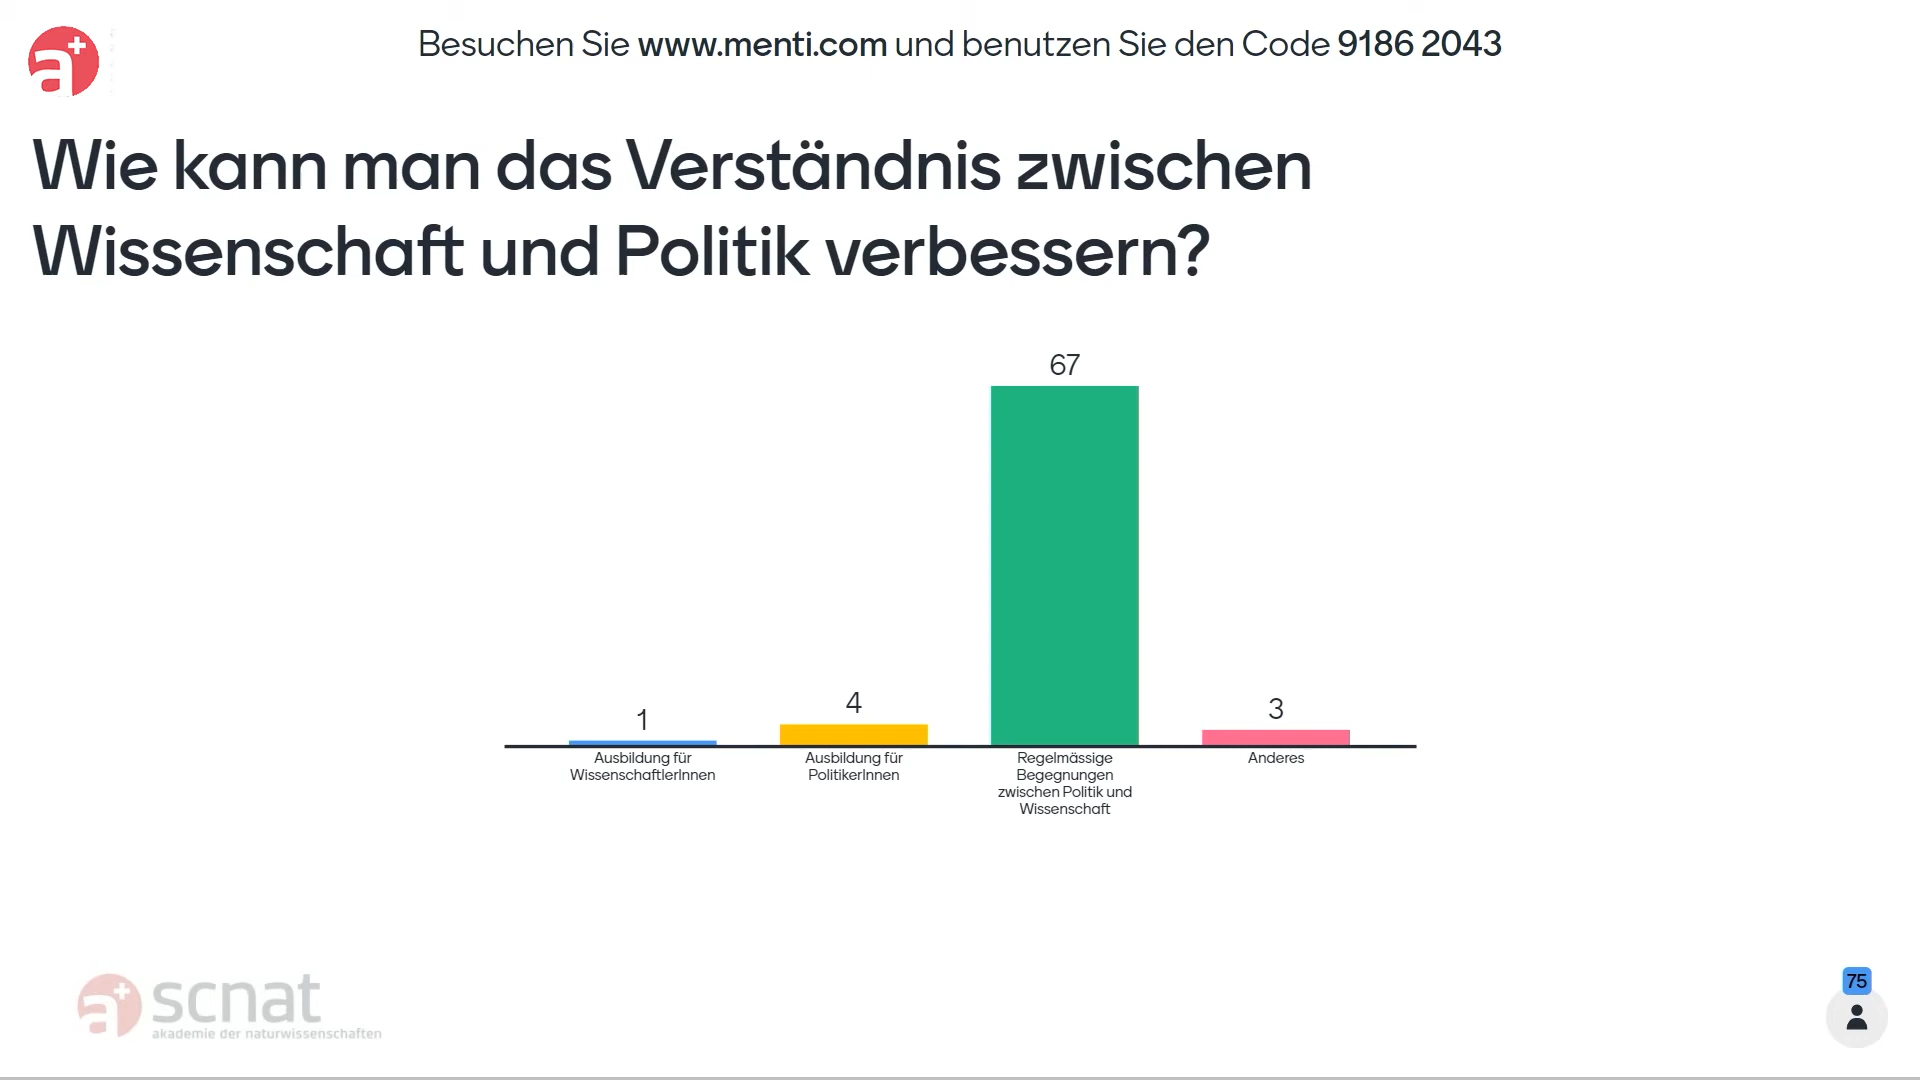 a+
Besuchen Sie www.menti.com und benutzen Sie den Code 9186 2043
Wie kann man das Verständnis zwischen
Wissenschaft und Politik verbessern?
67
1
4
3
Ausbildung für
WissenschaftlerInnen
Ausbildung für
PolitikerInnen
Regelmässige
Begegnungen
zwischen Politik und
Wissenschaft
Anderes
a+ scnat
akademie der naturwissenschaften
75